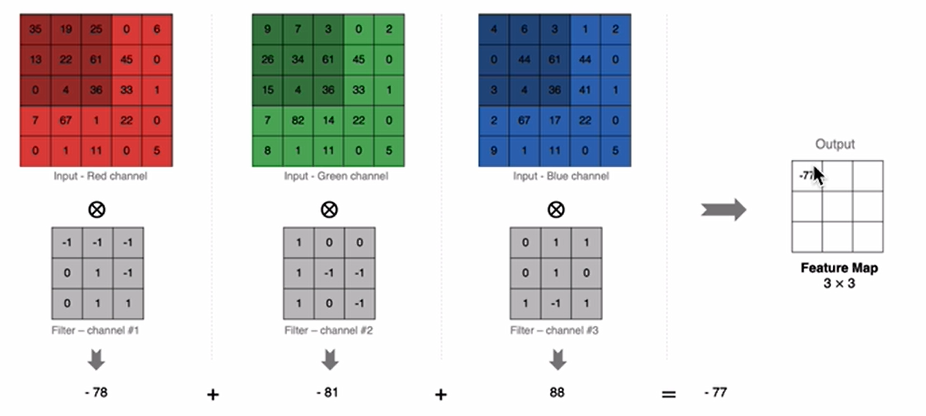 35 19 25 0 6
13 22 61 45 0
0 4 36 33 1
7 67 1 22 0
0 1 11 0 5
Input - Red channel
9 7 3 0 2
26 34 61 45 0
15 4 36 33 1
7 82 14 22 0
8 1 11 0 5
Input - Green channel
4 6 3 1 2
0 44 61 44 0
3 4 36 41 1
2 67 17 22 0
9 1 1 0 5
Input - Blue channel
⊗ ⊗ ⊗
-1 -1 -1
0 1 -1
0 1 1
Filter – channel #1
1 0 0
1 -1 -1
1 0 -1
Filter – channel #2
0 1 1
0 1 0
1 -1 1
Filter – channel #3
- 78 + - 81 + 88 = - 77
Output
-77
Feature Map
3 × 3